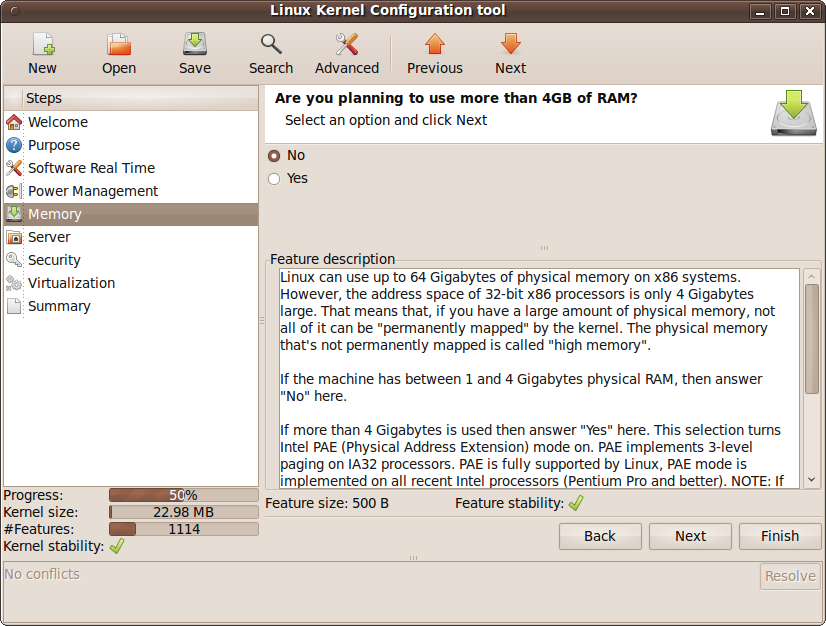 Linux Kernel Configuration tool
New
Open
Save
Search
Advanced
Previous
Next
Steps
Welcome
Purpose
Software Real Time
Power Management
Memory
Server
Security
Virtualization
Summary
Are you planning to use more than 4GB of RAM?
Select an option and click Next
No
Yes
Feature description
Linux can use up to 64 Gigabytes of physical memory on x86 systems.
However, the address space of 32-bit x86 processors is only 4 Gigabytes
large. That means that, if you have a large amount of physical memory, not
all of it can be "permanently mapped" by the kernel. The physical memory
that's not permanently mapped is called "high memory".
If the machine has between 1 and 4 Gigabytes physical RAM, then answer
"No" here.
If more than 4 Gigabytes is used then answer "Yes" here. This selection turns
Intel PAE (Physical Address Extension) mode on. PAE implements 3-level
paging on IA32 processors. PAE is fully supported by Linux, PAE mode is
implemented on all recent Intel processors (Pentium Pro and better). NOTE: If
Feature size: 500 B
Feature stability:
Progress: 50%
Kernel size: 22.98 MB
#Features: 1114
Kernel stability:
Back
Next
Finish
No conflicts
Resolve